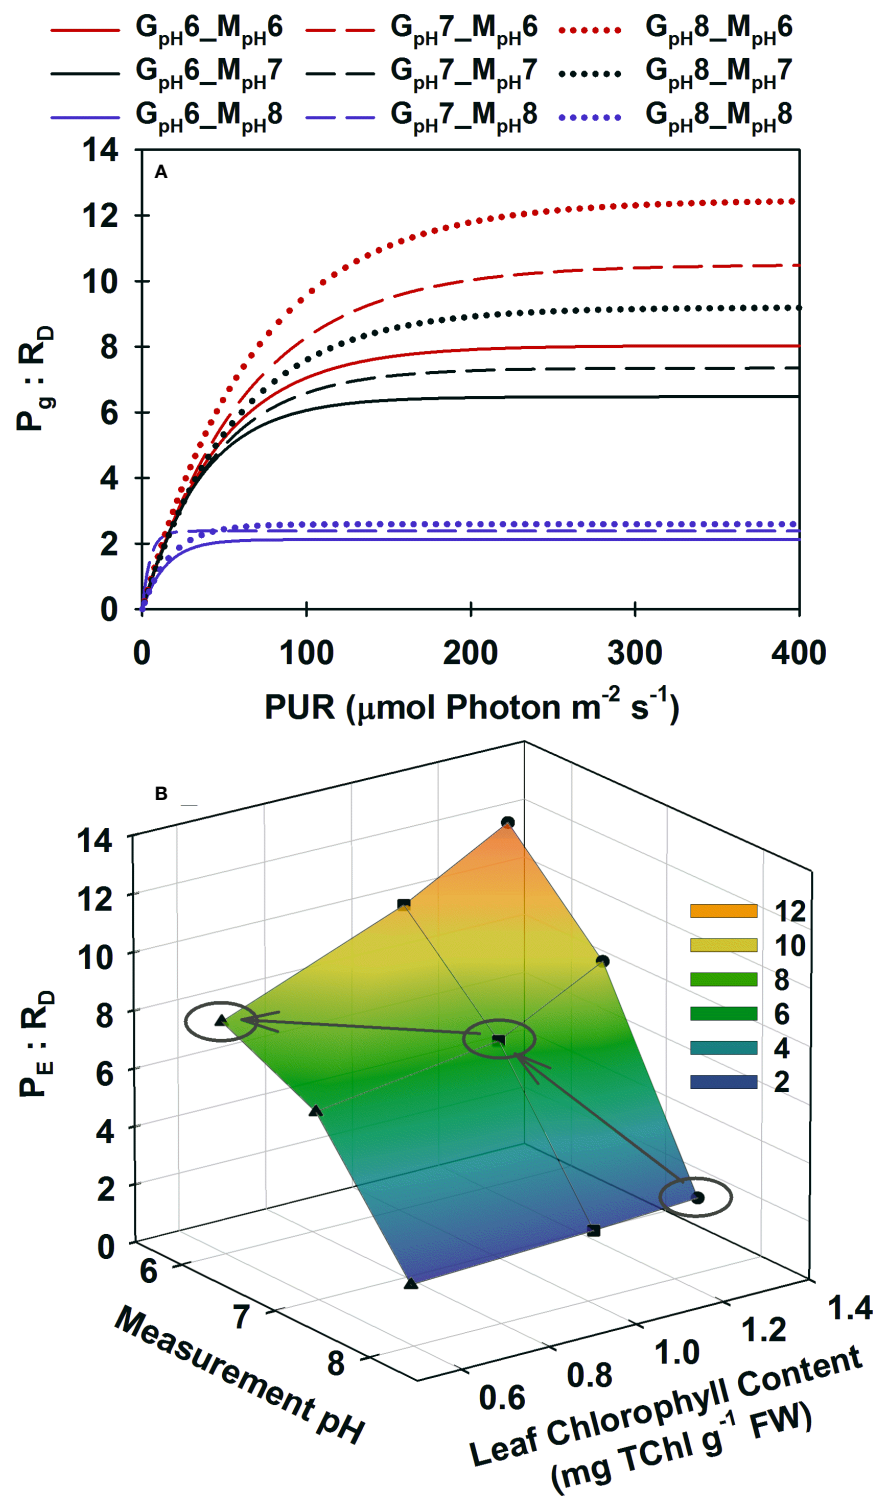 GpH6_MpH6 GpH7_MpH6 GpH8_MpH6
GpH6_MpH7 GpH7_MpH7 GpH8_MpH7
GpH6_MpH8 GpH7_MpH8 GpH8_MpH8
A
14
12
10
8
6
4
2
0
Pg : RD
0 100 200 300 400
PUR (μmol Photon m-2 s-1)
B
14
12
10
8
6
4
2
0
PE : RD
12
10
8
6
4
2
6
7
8
Measurement pH
0.6
0.8
1.0
1.2
1.4
Leaf Chlorophyll Content
(mg TChl g-1 FW)